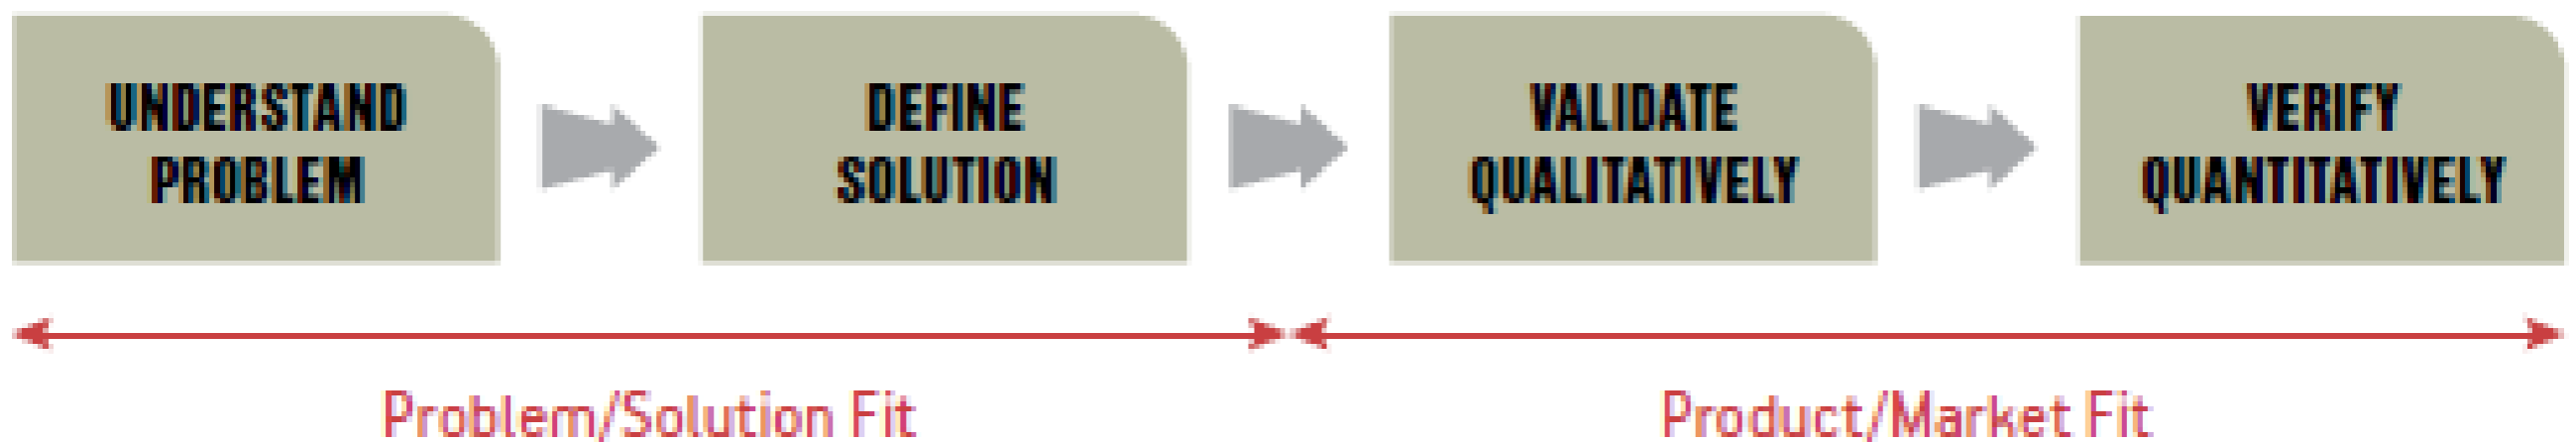 UNDERSTAND
PROBLEM
DEFINE
SOLUTION
VALIDATE
QUALITATIVELY
VERIFY
QUANTITATIVELY
Problem/Solution Fit
Product/Market Fit